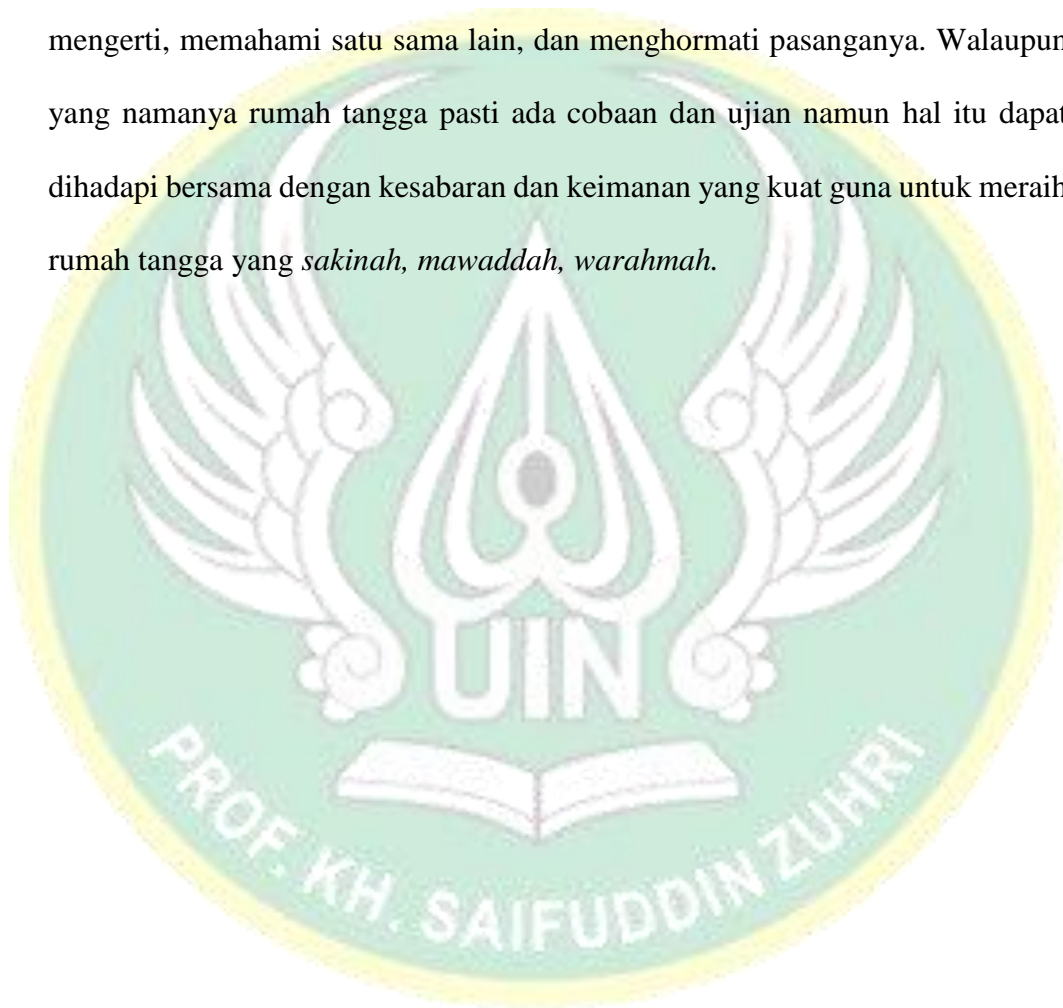 mengerti, memahami satu sama lain, dan menghormati pasanganya. Walaupun
yang namanya rumah tangga pasti ada cobaan dan ujian namun hal itu dapat
dihadapi bersama dengan kesabaran dan keimanan yang kuat guna untuk meraih
rumah tangga yang sakinah, mawaddah, warahmah.
UIN
PROF. KH. SAIFUDDIN ZUHRI